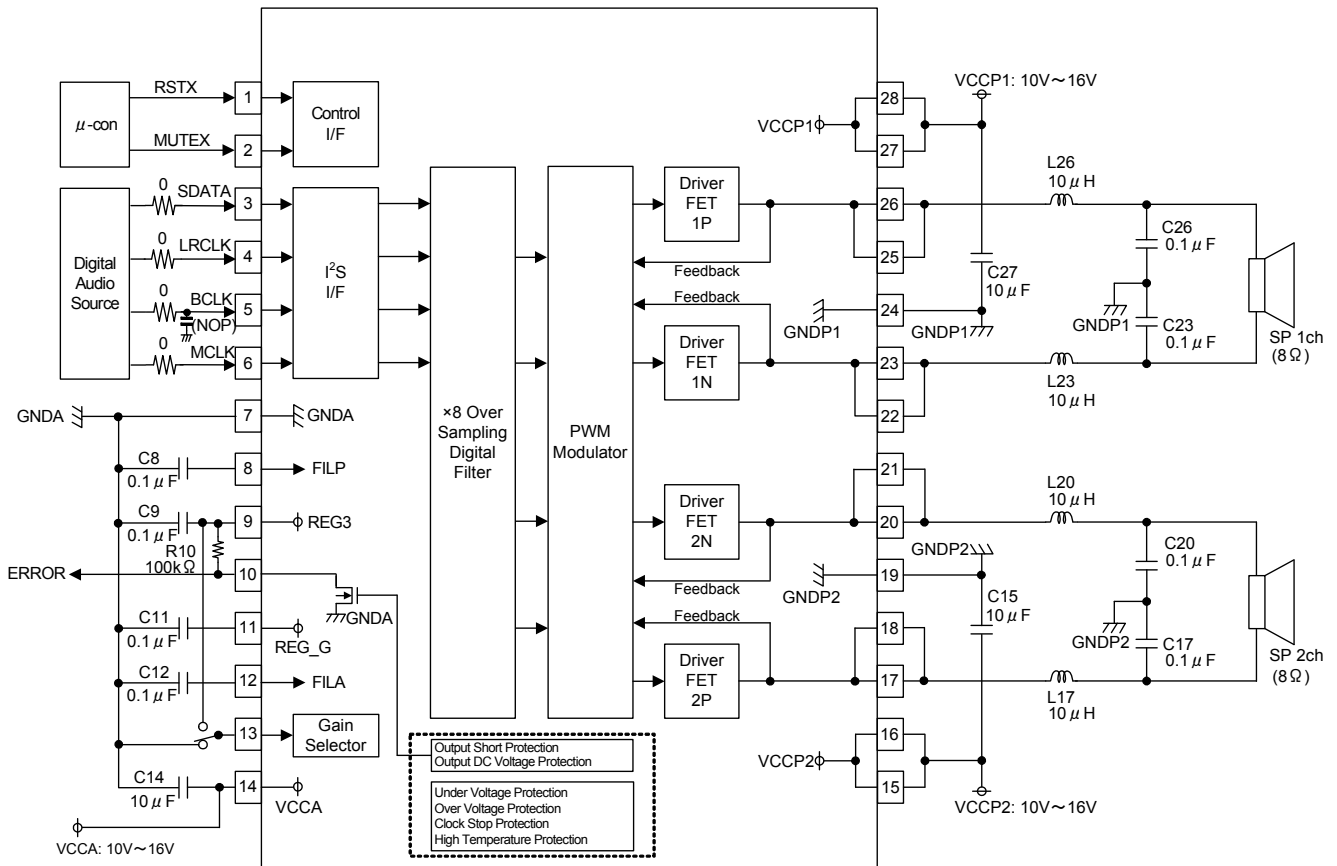 μ-con
RSTX
MUTEX
1
2
Control
I/F
Digital
Audio
Source
0
SDATA
0
LRCLK
0
BCLK
(NOP)
0
MCLK
3
4
5
6
I²S
I/F
GNDA
7
GNDA
C8
0.1μF
8
FILP
C9
0.1μF
9
REG3
R10
100kΩ
ERROR
10
GNDA
C11
0.1μF
11
REG_G
C12
0.1μF
12
FILA
13
Gain
Selector
C14
10μF
14
VCCA
VCCA: 10V～16V
×8 Over
Sampling
Digital
Filter
PWM
Modulator
Driver
FET
1P
Feedback
Feedback
Driver
FET
1N
Driver
FET
2N
Feedback
Feedback
Driver
FET
2P
Output Short Protection
Output DC Voltage Protection
Under Voltage Protection
Over Voltage Protection
Clock Stop Protection
High Temperature Protection
VCCP1
28
27
VCCP1: 10V～16V
26
25
L26
10μH
C27
10μF
GNDP1
24
GNDP1
23
22
L23
10μH
C26
0.1μF
GNDP1
C23
0.1μF
SP 1ch
(8Ω)
21
20
L20
10μH
GNDP2
GNDP2
19
C15
10μF
18
17
L17
10μH
C20
0.1μF
GNDP2
C17
0.1μF
SP 2ch
(8Ω)
VCCP2
16
15
VCCP2: 10V～16V